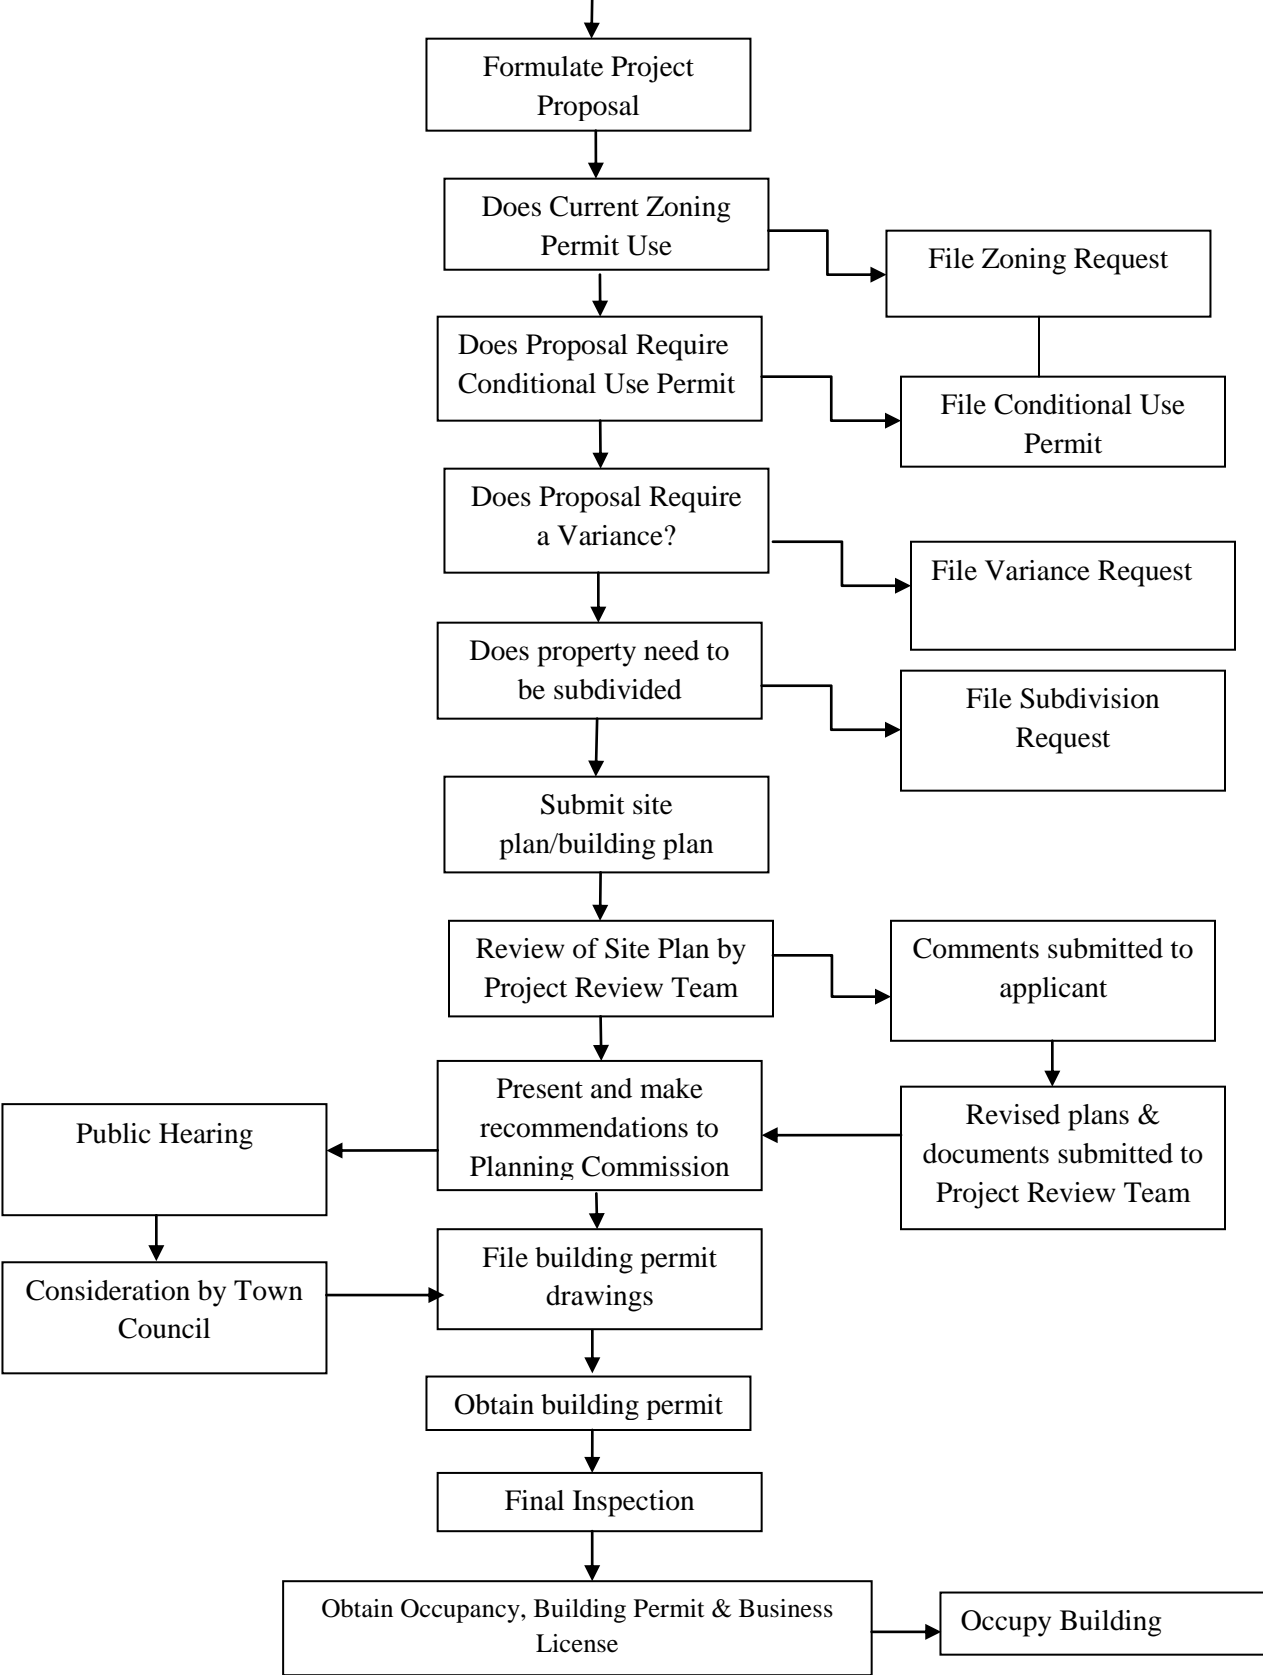 Formulate Project
Proposal
Does Current Zoning
Permit Use
File Zoning Request
Does Proposal Require
Conditional Use Permit
File Conditional Use
Permit
Does Proposal Require
a Variance?
File Variance Request
Does property need to
be subdivided
File Subdivision
Request
Submit site
plan/building plan
Review of Site Plan by
Project Review Team
Comments submitted to
applicant
Present and make
recommendations to
Planning Commission
Revised plans &
documents submitted to
Project Review Team
Public Hearing
Consideration by Town
Council
File building permit
drawings
Obtain building permit
Final Inspection
Obtain Occupancy, Building Permit & Business
License
Occupy Building